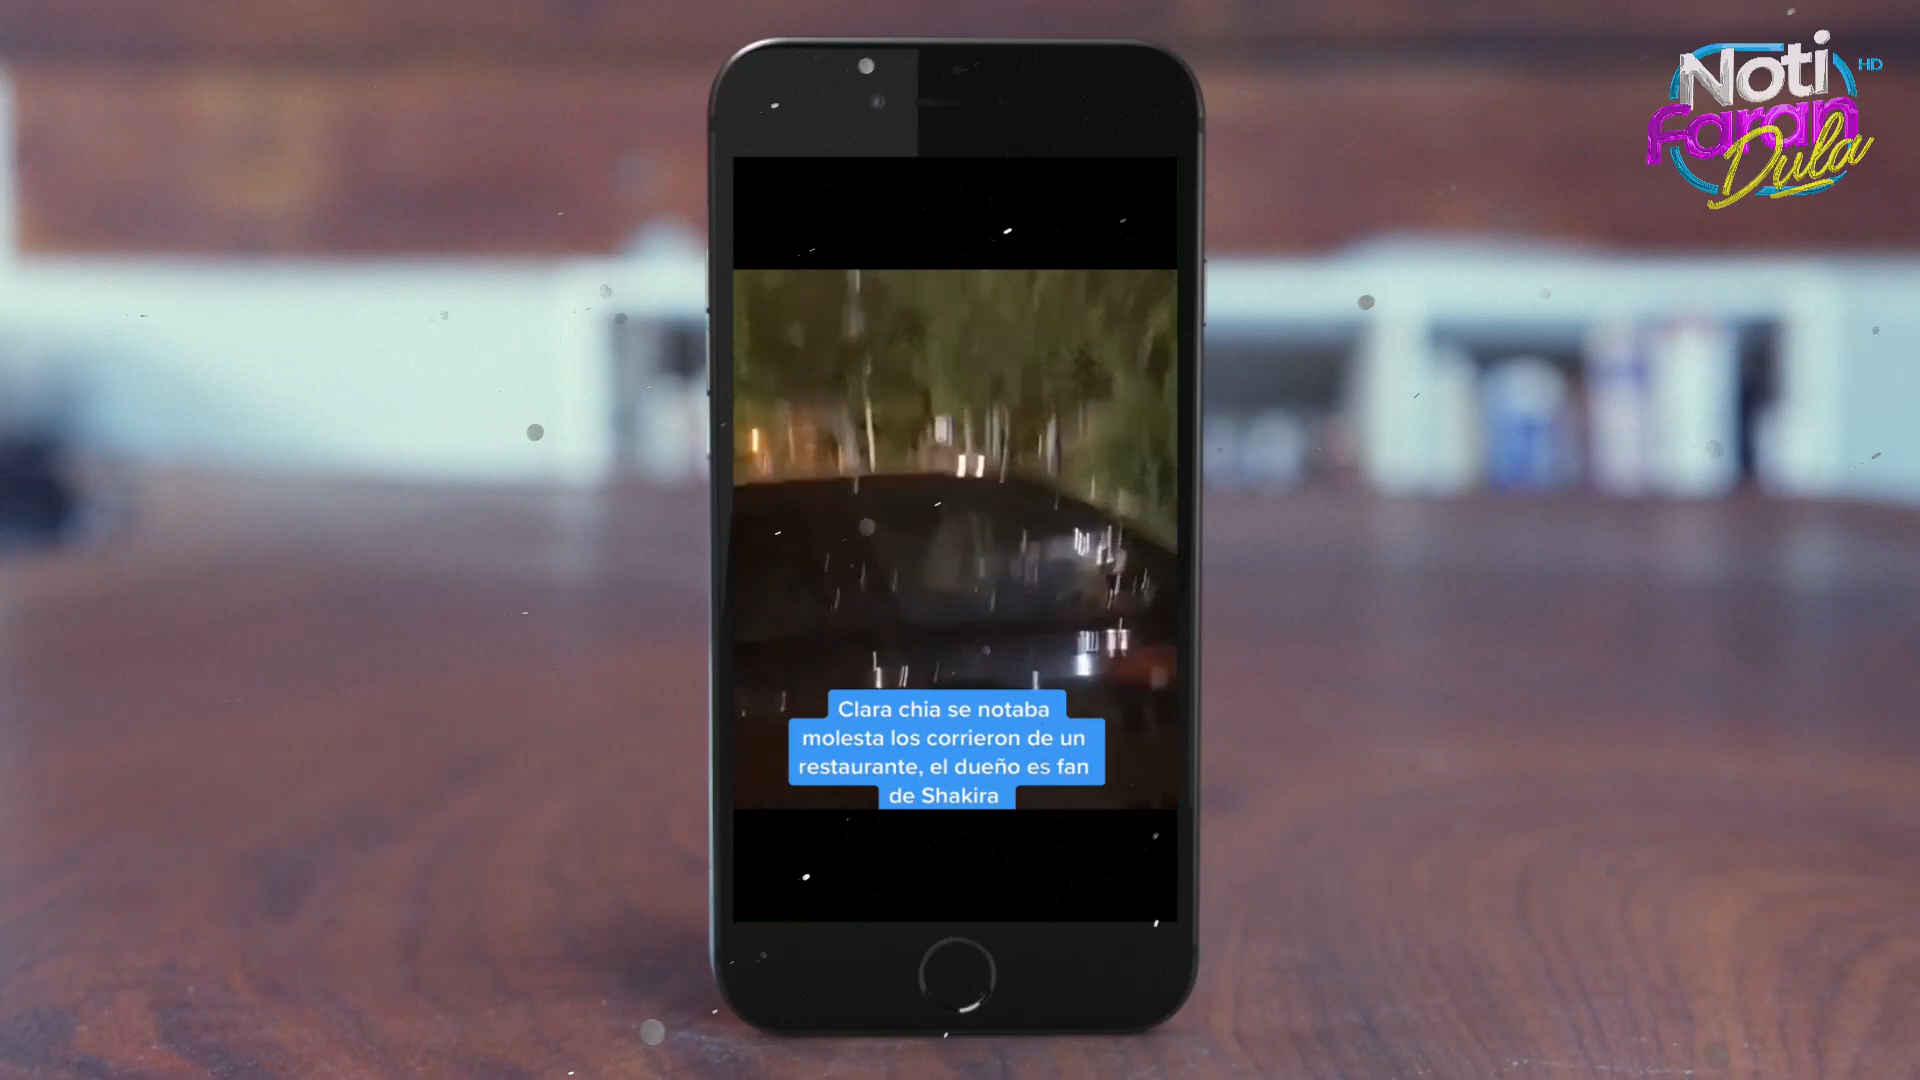 Noti HD
Faran
Dula
Clara chia se notaba
molesta los corrieron de un
restaurante, el dueño es fan
de Shakira